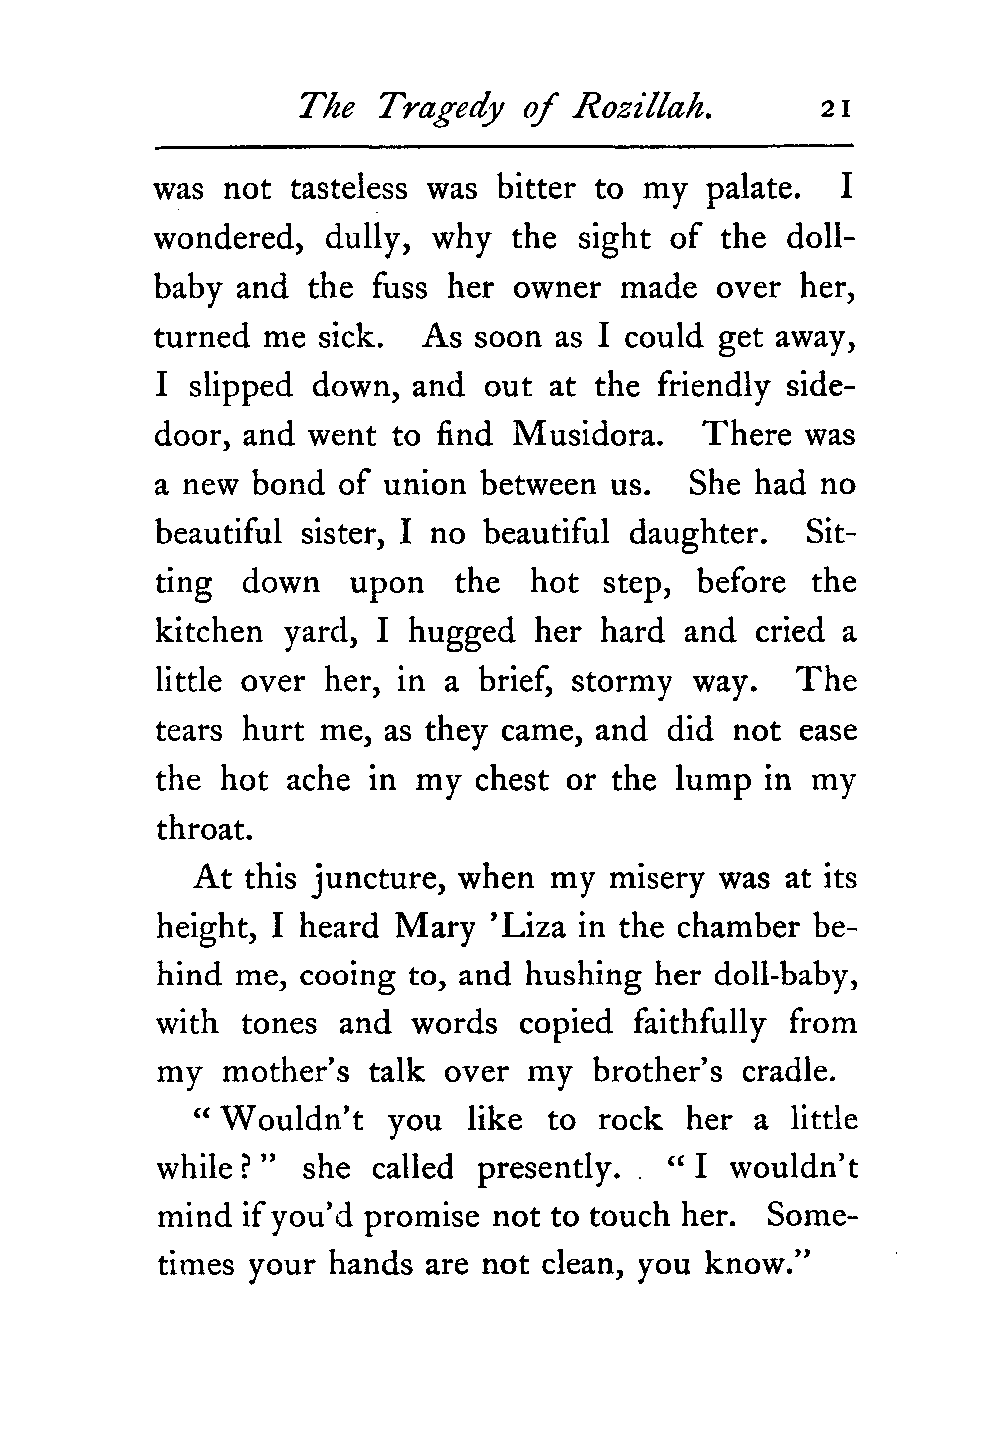 The Tragedy of Rozillah. 21
was not tasteless was bitter to my palate. I
wondered, dully, why the sight of the doll-
baby and the fuss her owner made over her,
turned me sick. As soon as I could get away,
I slipped down, and out at the friendly side-
door, and went to find Musidora. There was
a new bond of union between us. She had no
beautiful sister, I no beautiful daughter. Sit-
ting down upon the hot step, before the
kitchen yard, I hugged her hard and cried a
little over her, in a brief, stormy way. The
tears hurt me, as they came, and did not ease
the hot ache in my chest or the lump in my
throat.
At this juncture, when my misery was at its
height, I heard Mary ’Liza in the chamber be-
hind me, cooing to, and hushing her doll-baby,
with tones and words copied faithfully from
my mother’s talk over my brother’s cradle.
“Wouldn’t you like to rock her a little
while?” she called presently. “I wouldn’t
mind if you’d promise not to touch her. Some-
times your hands are not clean, you know.”